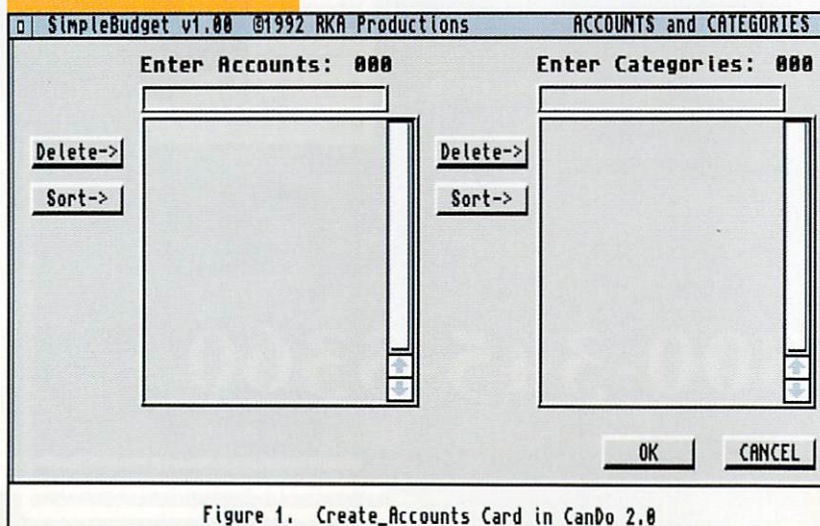 SimpleBudget v1.00 ©1992 RKA Productions ACCOUNTS and CATEGORIES
Enter Accounts: 000 Enter Categories: 000
Delete-> Delete->
Sort-> Sort->
OK CANCEL
Figure 1. Create_Accounts Card in CanDo 2.0